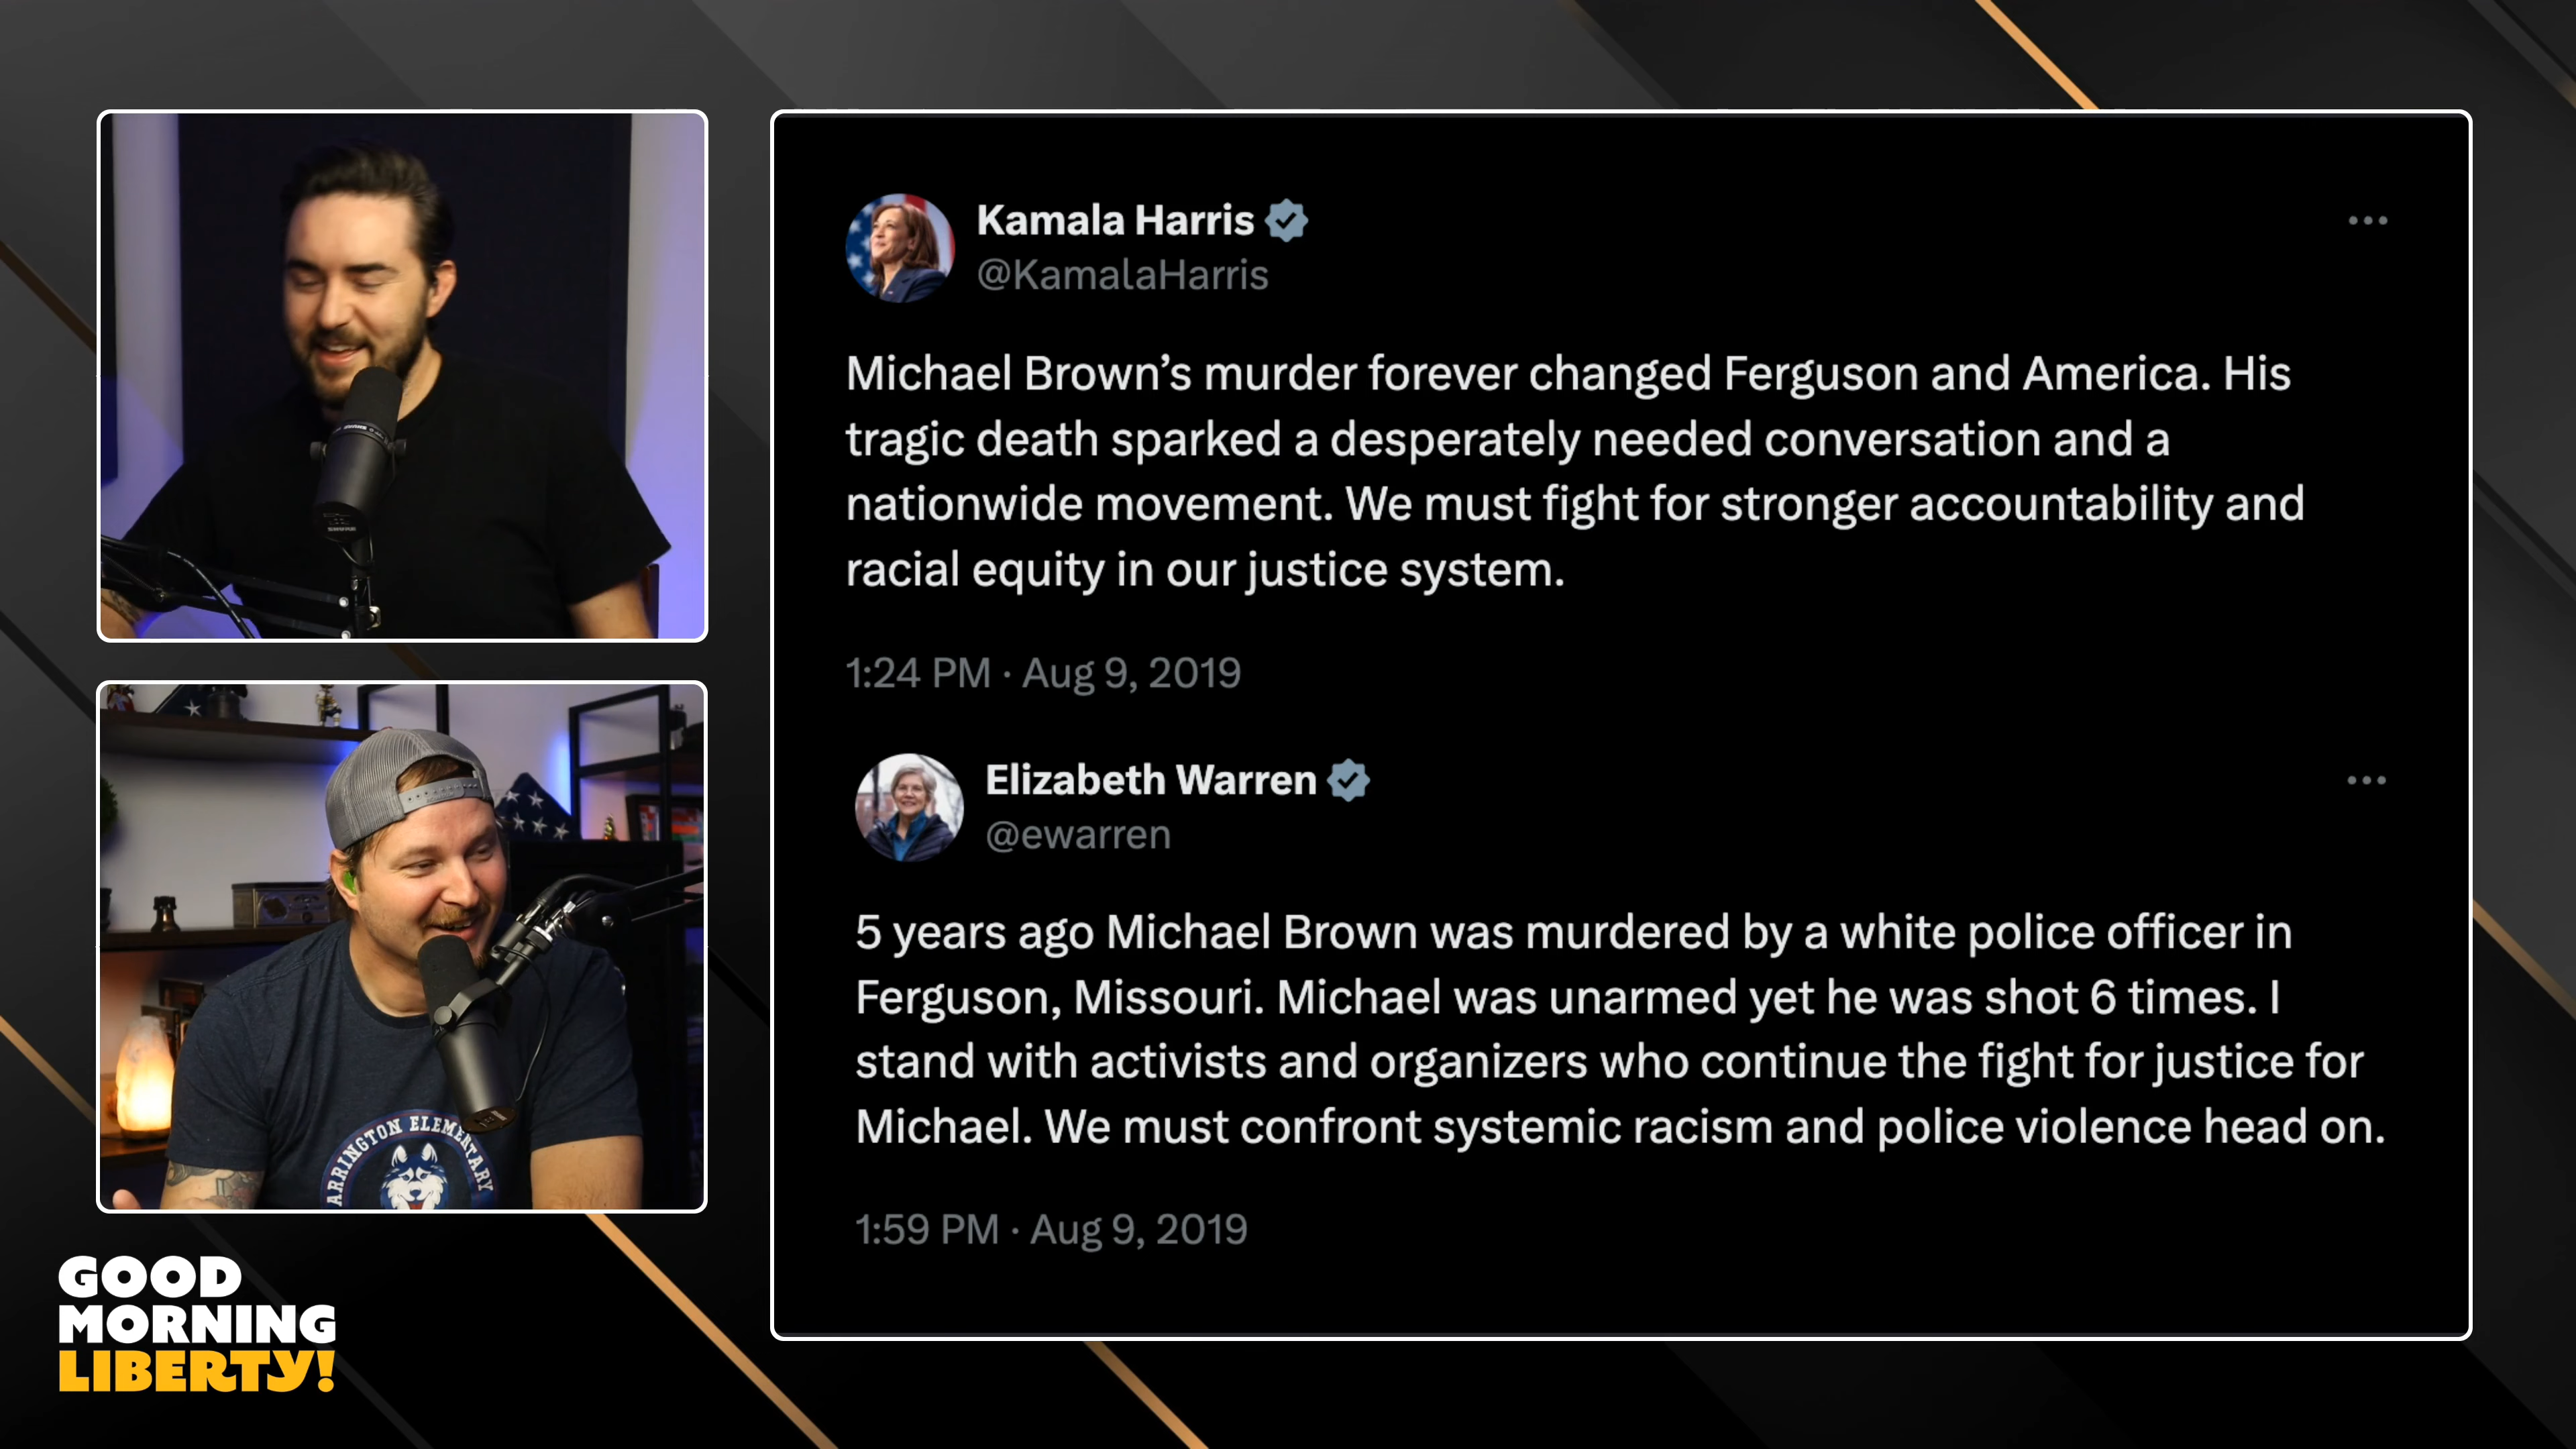 Kamala Harris
@KamalaHarris
Michael Brown’s murder forever changed Ferguson and America. His
tragic death sparked a desperately needed conversation and a
nationwide movement. We must fight for stronger accountability and
racial equity in our justice system.
1:24 PM · Aug 9, 2019
Elizabeth Warren
@ewarren
5 years ago Michael Brown was murdered by a white police officer in
Ferguson, Missouri. Michael was unarmed yet he was shot 6 times. I
stand with activists and organizers who continue the fight for justice for
Michael. We must confront systemic racism and police violence head on.
1:59 PM · Aug 9, 2019
ARRINGTON ELEMENTARY
GOOD
MORNING
LIBERTY!